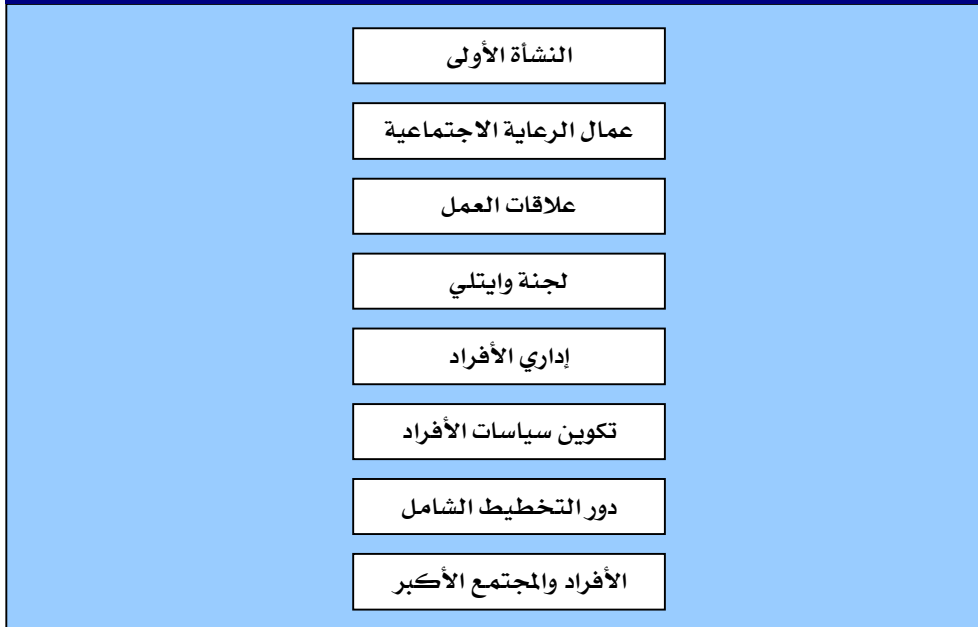 النشأة الأولى
عمال الرعاية الاجتماعية
علاقات العمل
لجنة وايتلي
إداري الأفراد
تكوين سياسات الأفراد
دور التخطيط الشامل
الأفراد والمجتمع الأكبر